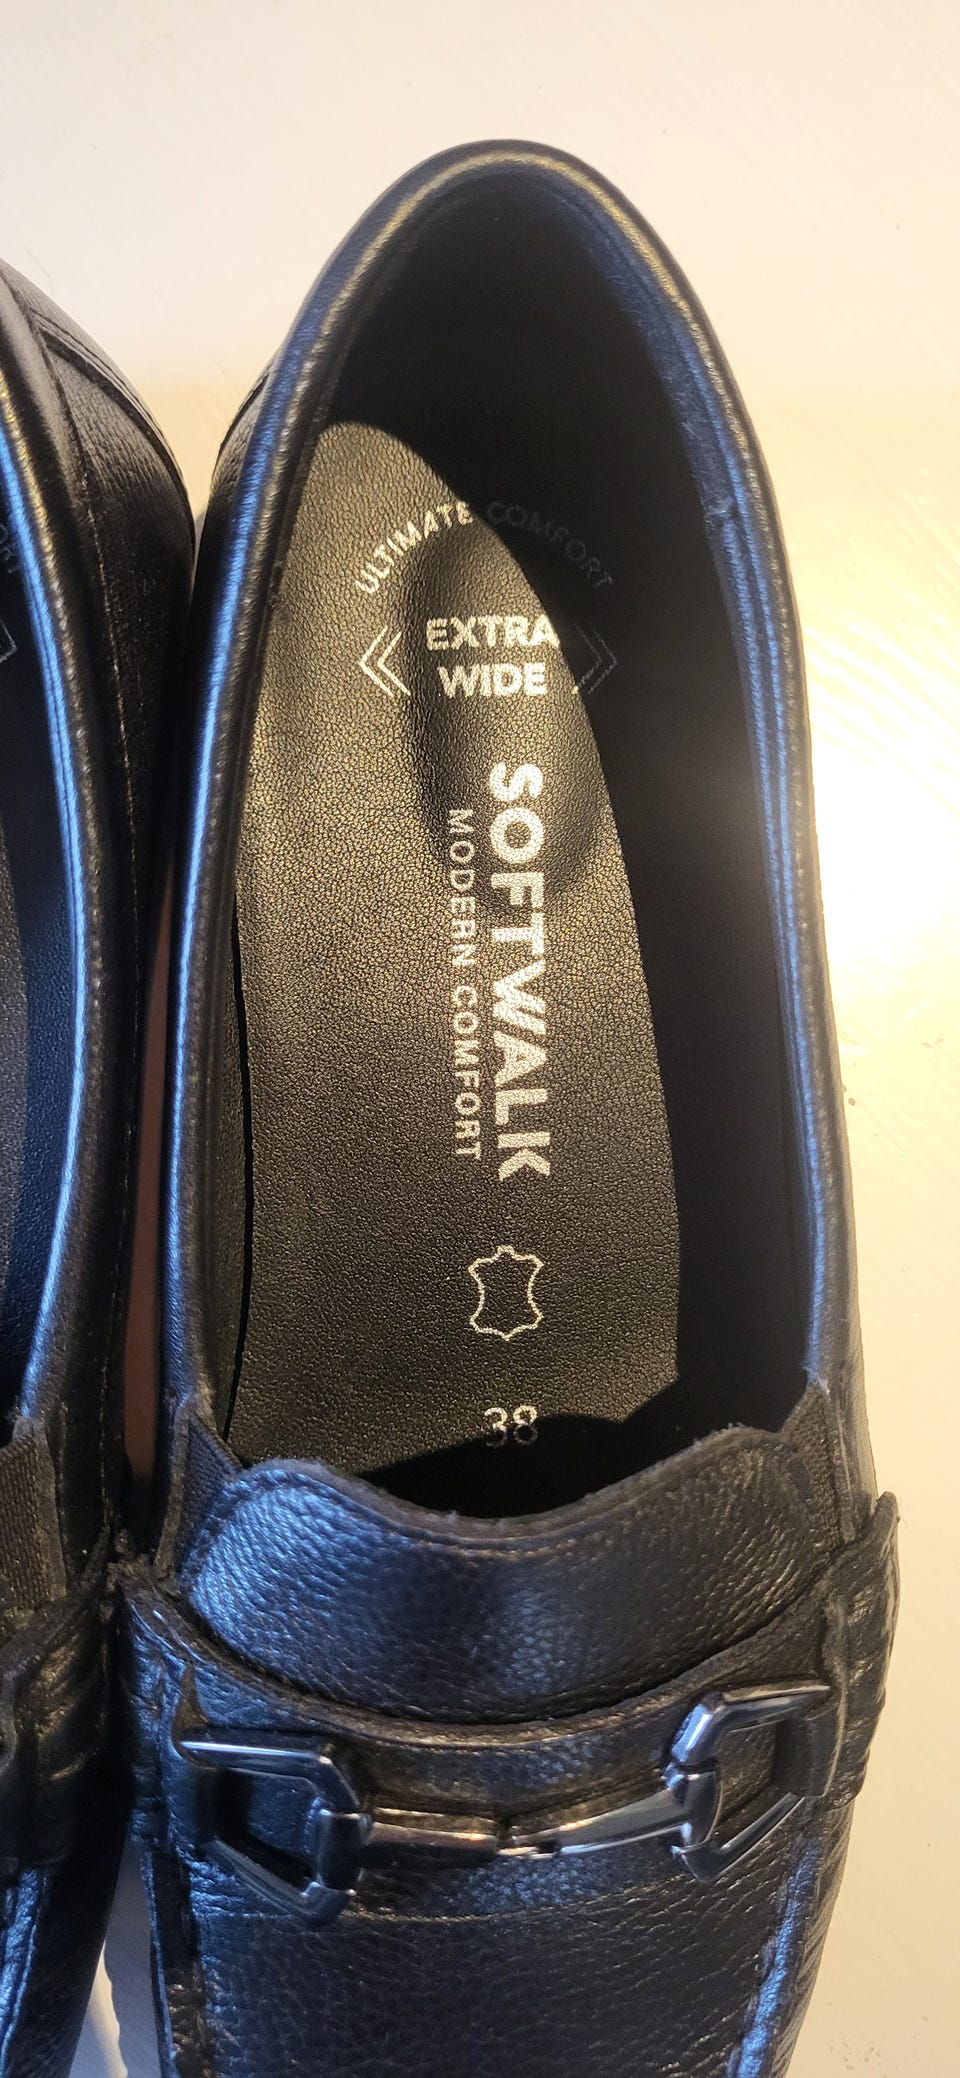 ULTIMATE COMFORT
EXTRA
WIDE
SOFTWALK
MODERN COMFORT
38